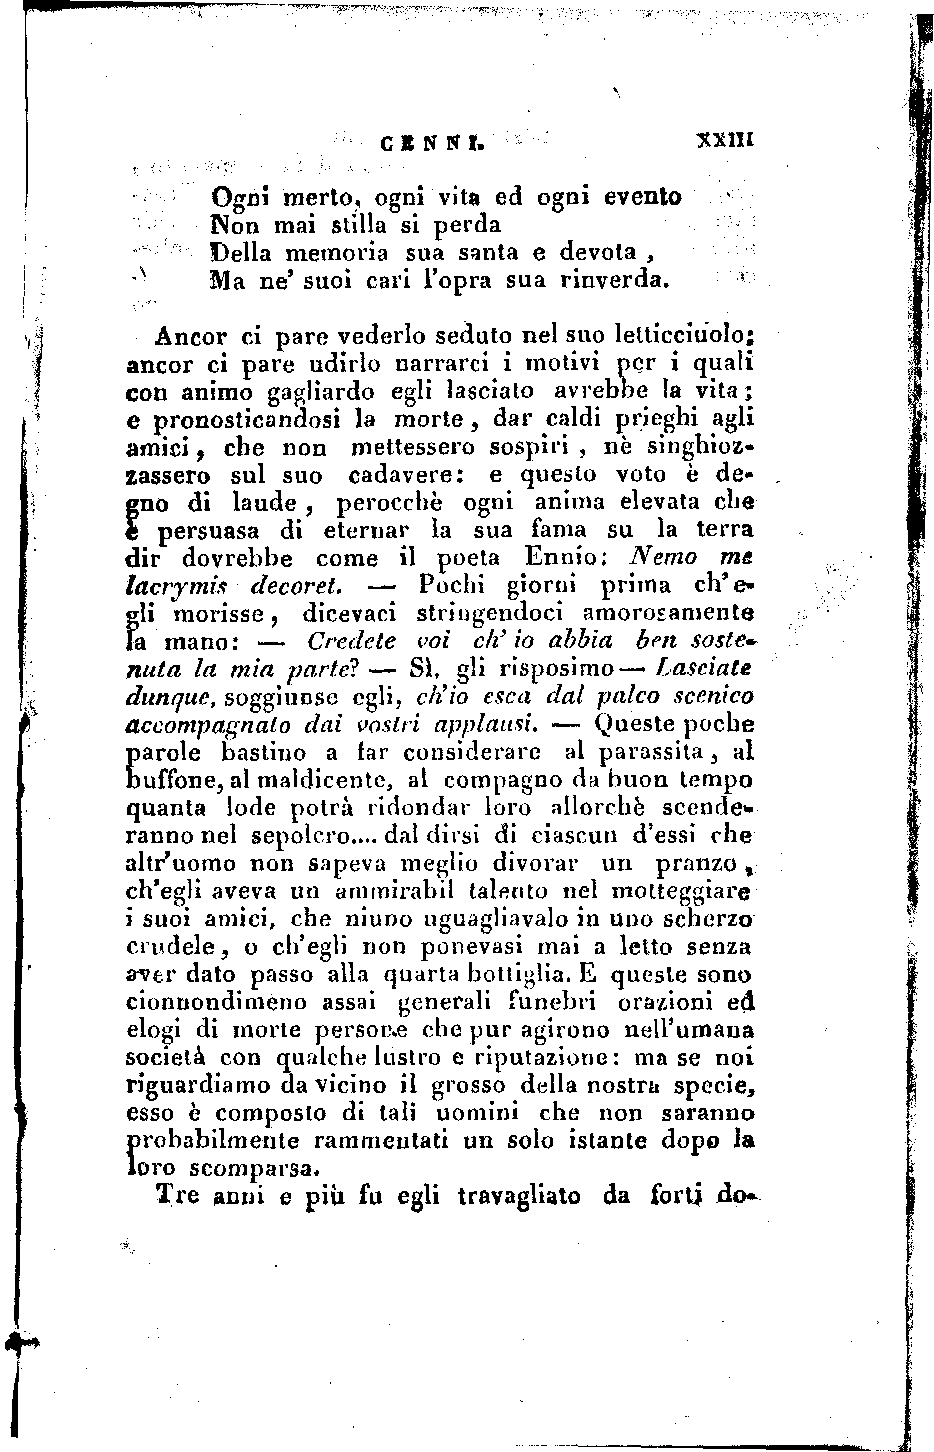 CENNI. XXIII
Ogni merto, ogni vita ed ogni evento
Non mai stilla si perda
Della memoria sua santa e devota ,
Ma ne' suoi cari l'opra sua rinverda.
Ancor ci pare vederlo seduto nel suo letticciuolo;
ancor ci pare udirlo narrarci i motivi per i quali
con animo gagliardo egli lasciato avrebbe la vita ;
e pronosticandosi la morte , dar caldi prieghi agli
amici , che non mettessero sospiri , nè singhioz-
zassero sul suo cadavere: e questo voto è de-
gno di laude , perocchè ogni anima elevata che
è persuasa di eternar la sua fama su la terra
dir dovrebbe come il poeta Ennio: Nemo me
lacrymis decoret. — Pochi giorni prima ch'e-
gli morisse , dicevaci stringendoci amorosamente
la mano: — Credete voi ch' io abbia ben soste-
nuta la mia parte? — Sì, gli risposimo — Lasciate
dunque, soggiunse egli, ch'io esca dal palco scenico
accompagnato dai vostri applausi. — Queste poche
parole bastino a far considerare al parassita , al
buffone, al maldicente, al compagno da buon tempo
quanta lode potrà ridondar loro allorchè scende-
ranno nel sepolcro.... dal dirsi di ciascun d'essi che
altr'uomo non sapeva meglio divorar un pranzo ,
ch'egli aveva un ammirabil talento nel motteggiare
i suoi amici, che niuno uguagliavalo in uno scherzo
crudele , o ch'egli non ponevasi mai a letto senza
aver dato passo alla quarta bottiglia. E queste sono
cionnondimeno assai generali funebri orazioni ed
elogi di morte persone che pur agirono nell'umana
società con qualche lustro e riputazione: ma se noi
riguardiamo da vicino il grosso della nostra specie,
esso è composto di tali uomini che non saranno
probabilmente rammentati un solo istante dopo la
loro scomparsa.
Tre anni e più fu egli travagliato da forti do-